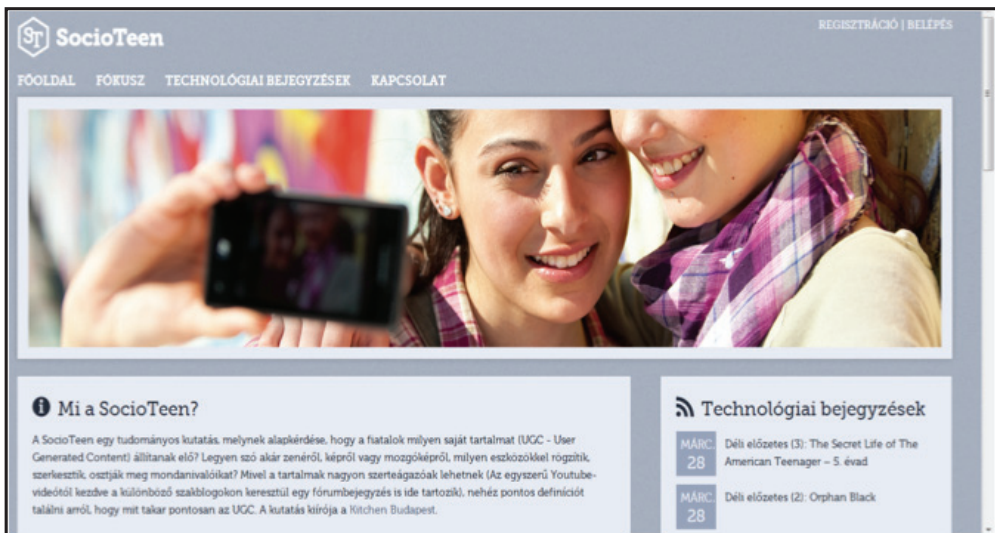 ST SocioTeen
REGISZTRÁCIÓ | BELÉPÉS
FŐOLDAL FÓKUSZ TECHNOLÓGIAI BEJEGYZÉSEK KAPCSOLAT
Mi a SocioTeen?
A SocioTeen egy tudományos kutatás, melynek alapkérdése, hogy a fiatalok milyen saját tartalmat (UGC - User
Generated Content) állítanak elő? Legyen szó akár zenéről, képről vagy mozgóképről, milyen eszközökkel rögzítik,
szerkesztik, osztják meg mondanivalóikat? Mivel a tartalmak nagyon szerteágazóak lehetnek (Az egyszerű Youtube-
videótól kezdve a különböző szakblogokon keresztül egy fórumbejegyzés is ide tartozik), nehéz pontos definíciót
találni arról, hogy mit takar pontosan az UGC. A kutatás kiírója a Kitchen Budapest.
Technológiai bejegyzések
MÁRC.
28
Déli előzetes (3): The Secret Life of The
American Teenager – 5. évad
MÁRC.
28
Déli előzetes (2): Orphan Black